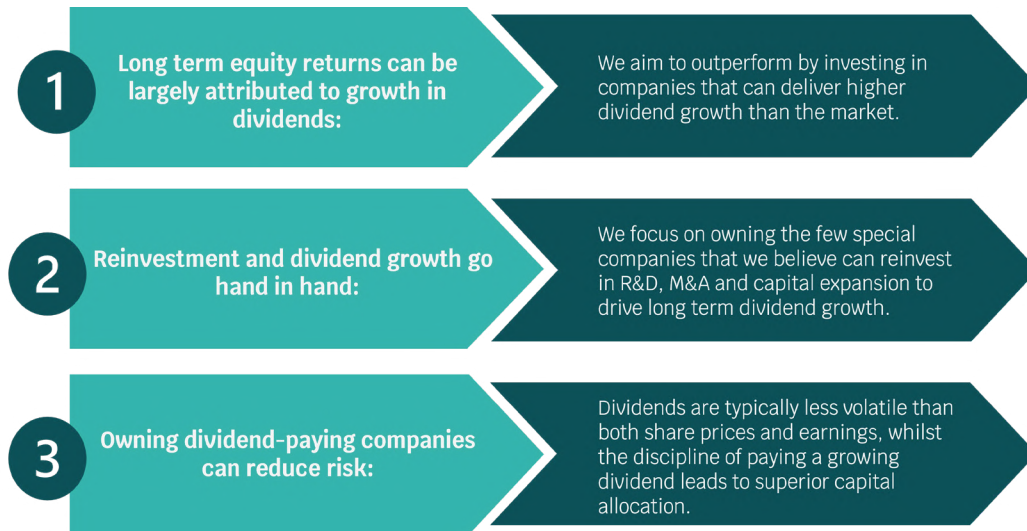 1
Long term equity returns can be
largely attributed to growth in
dividends:
We aim to outperform by investing in
companies that can deliver higher
dividend growth than the market.
2
Reinvestment and dividend growth go
hand in hand:
We focus on owning the few special
companies that we believe can reinvest
in R&D, M&A and capital expansion to
drive long term dividend growth.
3
Owning dividend-paying companies
can reduce risk:
Dividends are typically less volatile than
both share prices and earnings, whilst
the discipline of paying a growing
dividend leads to superior capital
allocation.